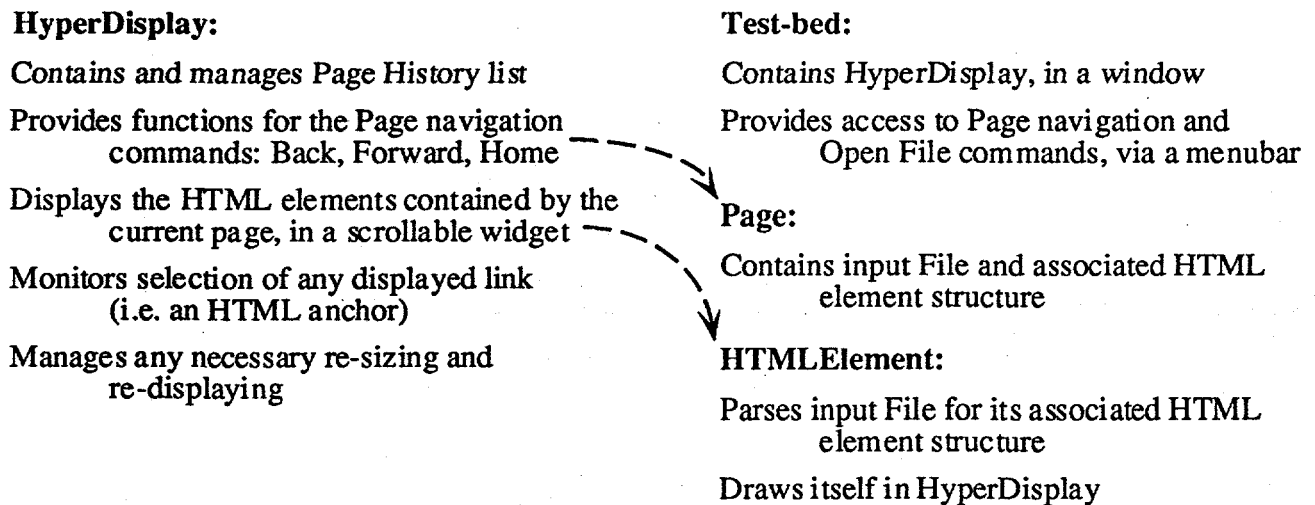 HyperDisplay:
Contains and manages Page History list
Provides functions for the Page navigation
commands: Back, Forward, Home
Displays the HTML elements contained by the
current page, in a scrollable widget
Monitors selection of any displayed link
(i.e. an HTML anchor)
Manages any necessary re-sizing and
re-displaying
Test-bed:
Contains HyperDisplay, in a window
Provides access to Page navigation and
Open File commands, via a menubar
Page:
Contains input File and associated HTML
element structure
HTMLElement:
Parses input File for its associated HTML
element structure
Draws itself in HyperDisplay